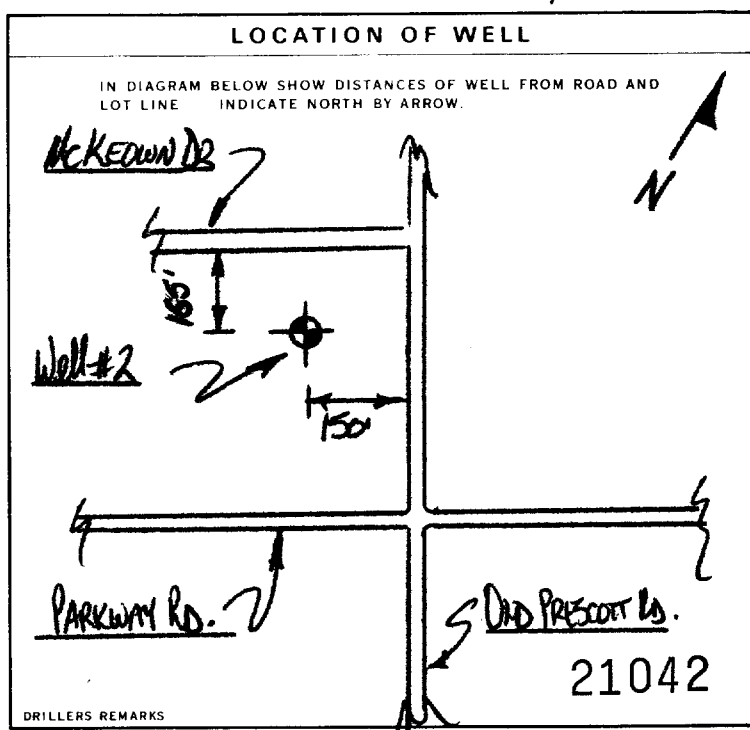 LOCATION OF WELL
IN DIAGRAM BELOW SHOW DISTANCES OF WELL FROM ROAD AND
LOT LINE INDICATE NORTH BY ARROW.
McKEOWN DR
N
165'
Well #2
150'
PARKWAY RD.
OLD PRESCOTT RD.
21042
DRILLERS REMARKS